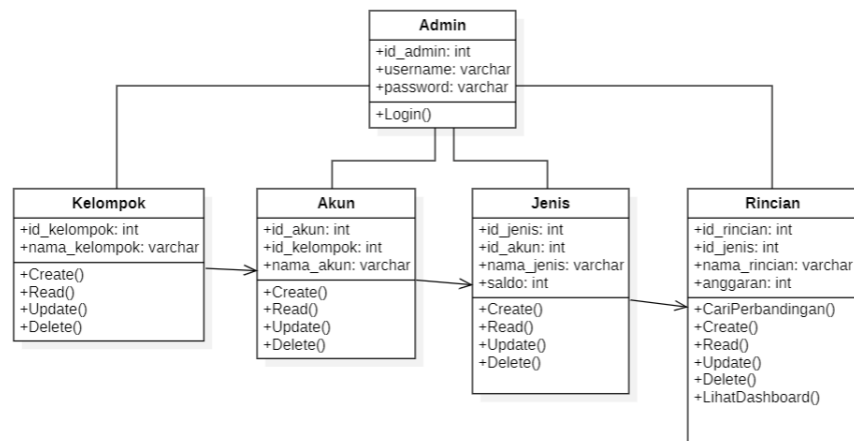 Admin
+id_admin: int
+username: varchar
+password: varchar
+Login()
Kelompok
+id_kelompok: int
+nama_kelompok: varchar
+Create()
+Read()
+Update()
+Delete()
Akun
+id_akun: int
+id_kelompok: int
+nama_akun: varchar
+Create()
+Read()
+Update()
+Delete()
Jenis
+id_jenis: int
+id_akun: int
+nama_jenis: varchar
+saldo: int
+Create()
+Read()
+Update()
+Delete()
Rincian
+id_rincian: int
+id_jenis: int
+nama_rincian: varchar
+anggaran: int
+CariPerbandingan()
+Create()
+Read()
+Update()
+Delete()
+LihatDashboard()